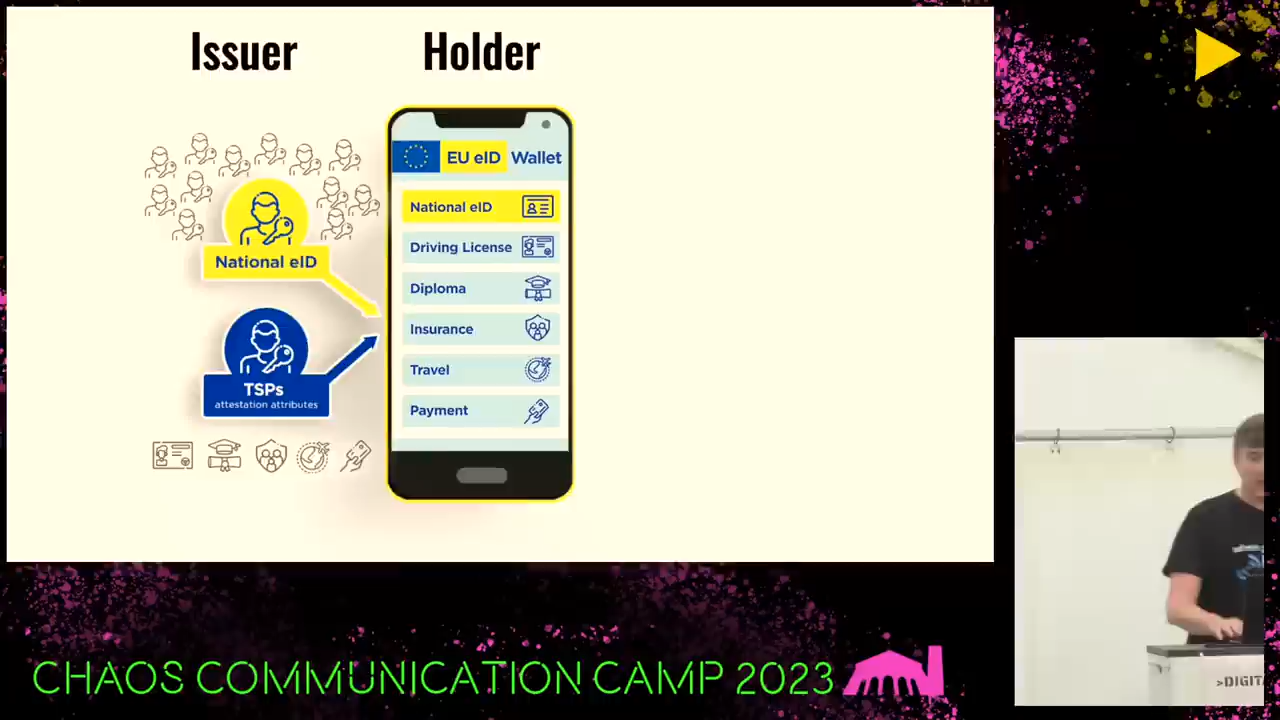 Issuer
Holder
EU eID Wallet
National eID
Driving License
Diploma
Insurance
Travel
Payment
National eID
TSPs
attestation attributes
>DIGIT
CHAOS COMMUNICATION CAMP 2023